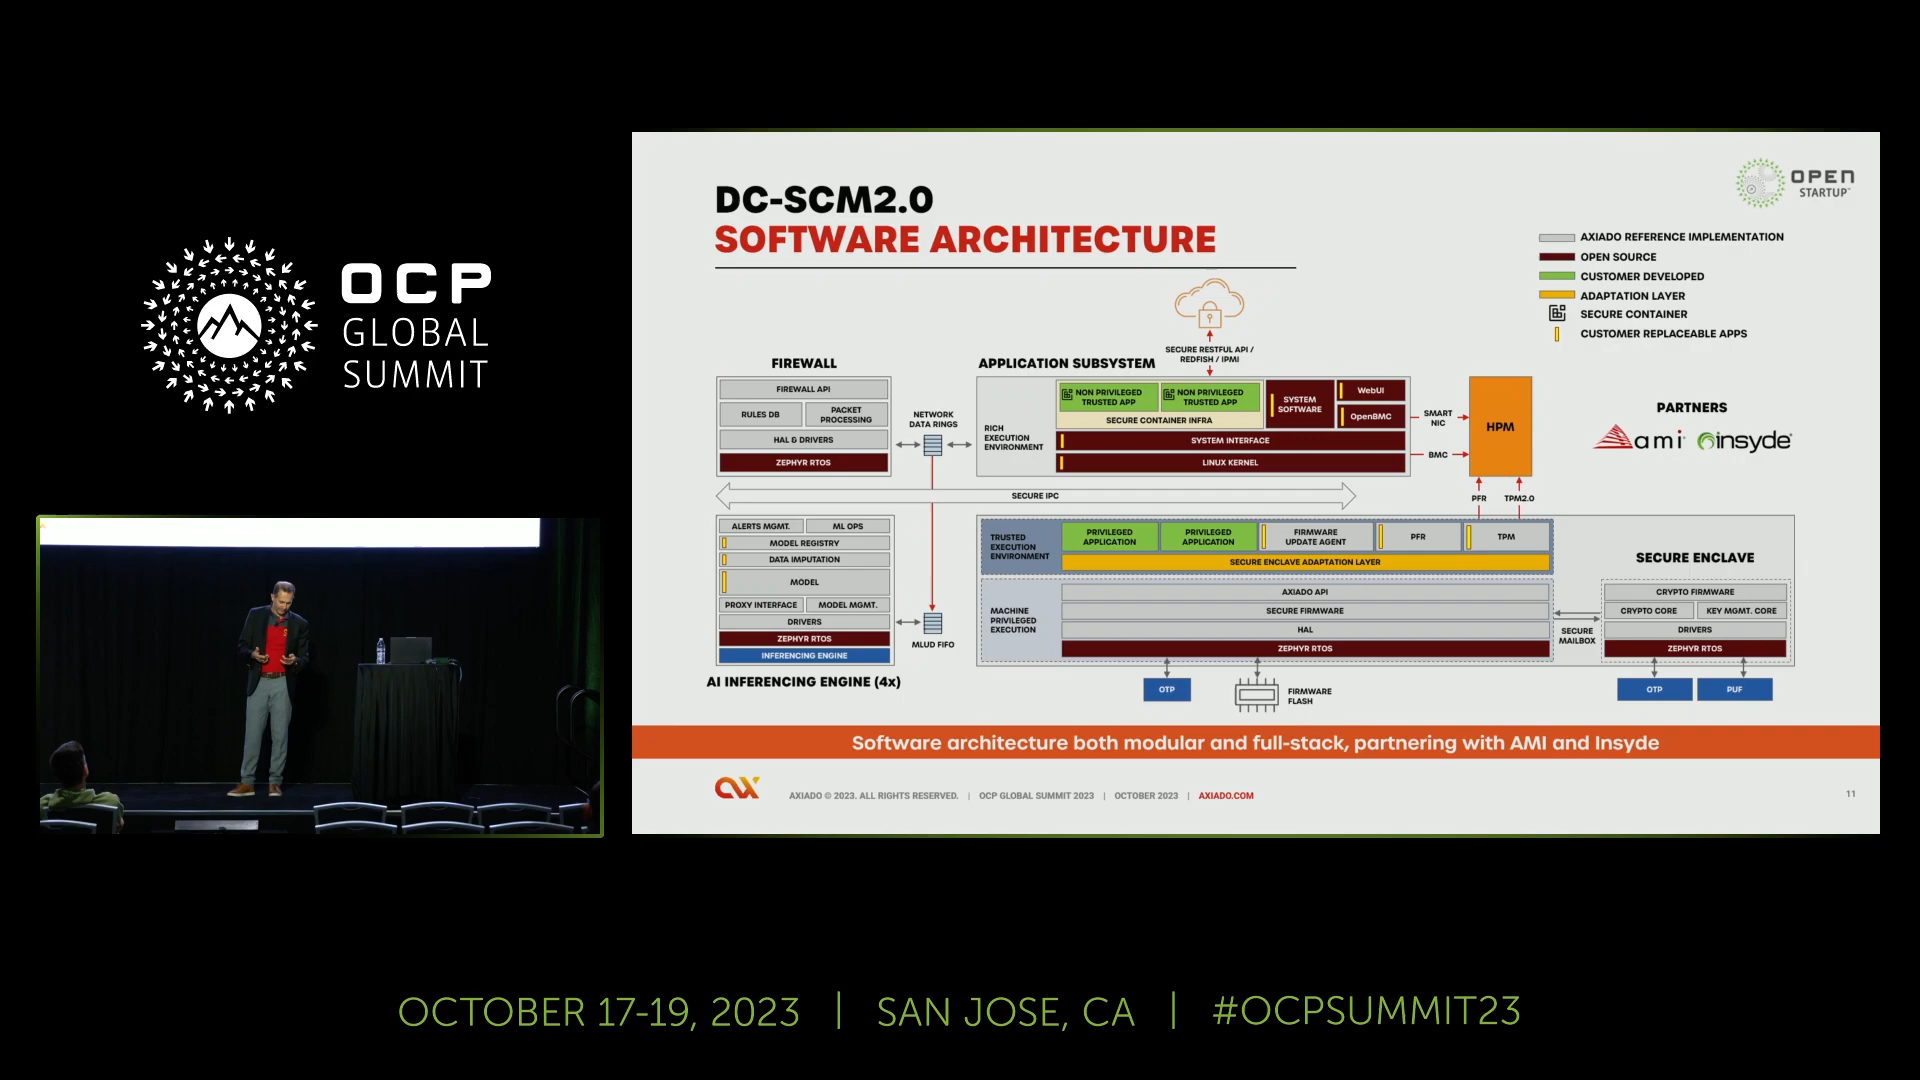 OCP
GLOBAL
SUMMIT
DC-SCM2.0
SOFTWARE ARCHITECTURE
OPEN
STARTUP™
AXIADO REFERENCE IMPLEMENTATION
OPEN SOURCE
CUSTOMER DEVELOPED
ADAPTATION LAYER
SECURE CONTAINER
CUSTOMER REPLACEABLE APPS
SECURE RESTFUL API /
REDFISH / IPMI
FIREWALL
FIREWALL API
RULES DB
PACKET
PROCESSING
HAL & DRIVERS
ZEPHYR RTOS
NETWORK
DATA RINGS
APPLICATION SUBSYSTEM
RICH
EXECUTION
ENVIRONMENT
NON PRIVILEGED
TRUSTED APP
NON PRIVILEGED
TRUSTED APP
SECURE CONTAINER INFRA
SYSTEM
SOFTWARE
WebUI
OpenBMC
SYSTEM INTERFACE
LINUX KERNEL
SMART
NIC
BMC
HPM
PFR
TPM2.0
PARTNERS
ami
insyde
SECURE IPC
ALERTS MGMT.
ML OPS
MODEL REGISTRY
DATA IMPUTATION
MODEL
PROXY INTERFACE
MODEL MGMT.
DRIVERS
ZEPHYR RTOS
INFERENCING ENGINE
AI INFERENCING ENGINE (4x)
MLUD FIFO
TRUSTED
EXECUTION
ENVIRONMENT
PRIVILEGED
APPLICATION
PRIVILEGED
APPLICATION
FIRMWARE
UPDATE AGENT
PFR
TPM
SECURE ENCLAVE ADAPTATION LAYER
MACHINE
PRIVILEGED
EXECUTION
AXIADO API
SECURE FIRMWARE
HAL
ZEPHYR RTOS
OTP
FIRMWARE
FLASH
SECURE
MAILBOX
SECURE ENCLAVE
CRYPTO FIRMWARE
CRYPTO CORE
KEY MGMT. CORE
DRIVERS
ZEPHYR RTOS
OTP
PUF
Software architecture both modular and full-stack, partnering with AMI and Insyde
AXIADO © 2023. ALL RIGHTS RESERVED. | OCP GLOBAL SUMMIT 2023 | OCTOBER 2023 | AXIADO.COM
11
OCTOBER 17-19, 2023 | SAN JOSE, CA | #OCPSUMMIT23